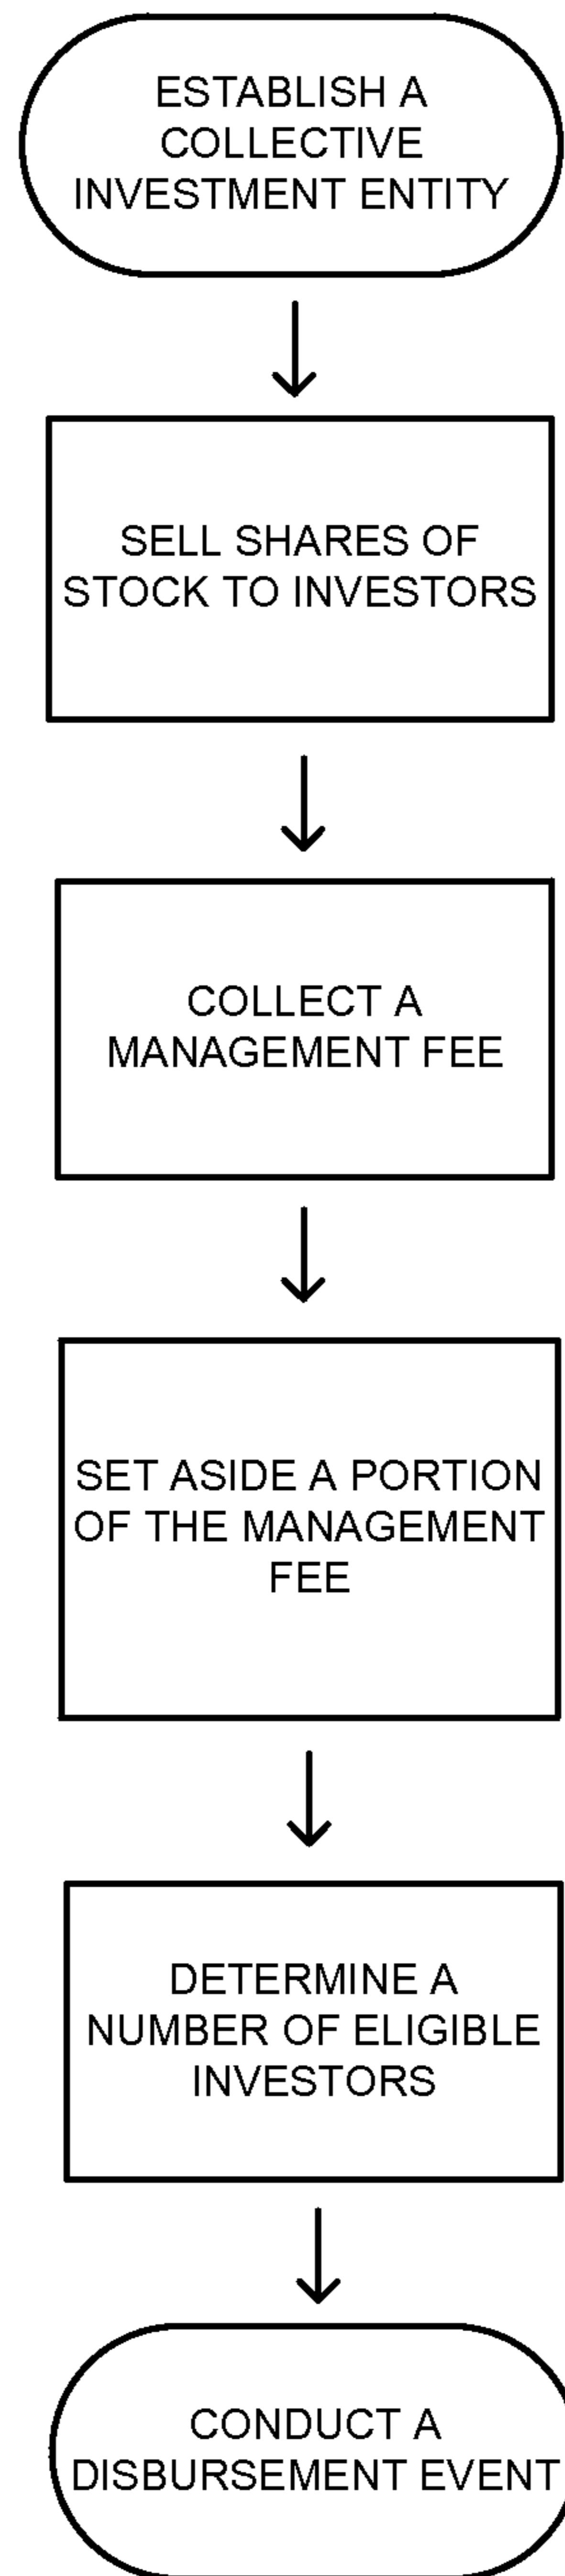 ESTABLISH A
COLLECTIVE
INVESTMENT ENTITY
SELL SHARES OF
STOCK TO INVESTORS
COLLECT A
MANAGEMENT FEE
SET ASIDE A PORTION
OF THE MANAGEMENT
FEE
DETERMINE A
NUMBER OF ELIGIBLE
INVESTORS
CONDUCT A
DISBURSEMENT EVENT